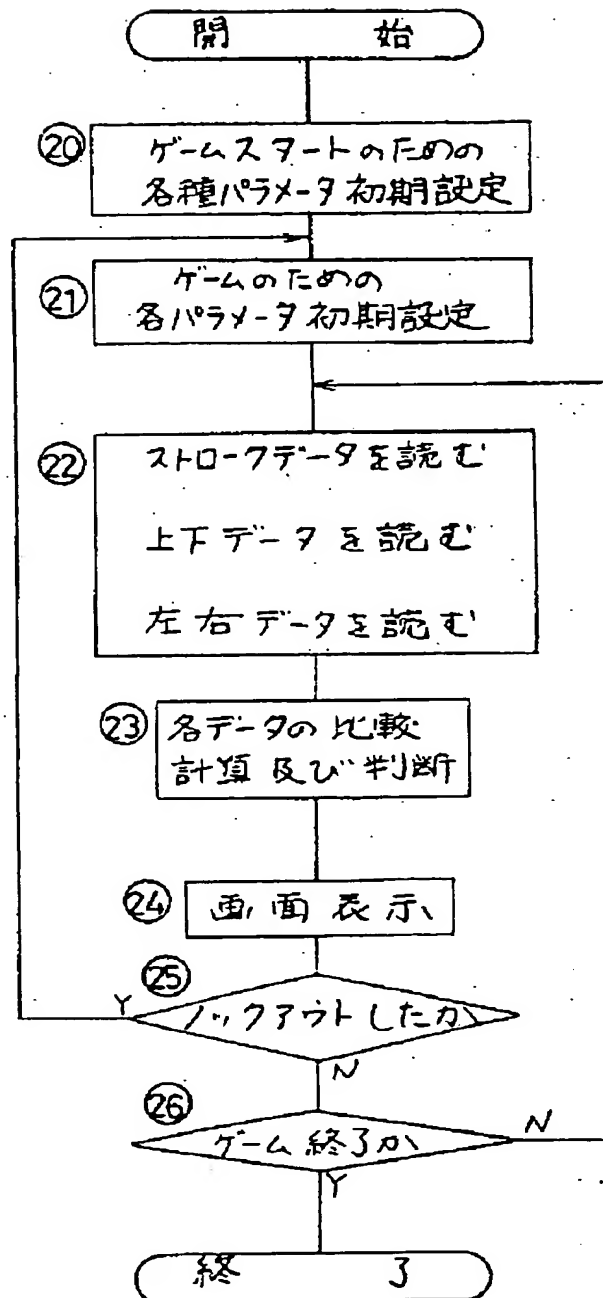 開始
⑳ ゲームスタートのための
各種パラメータ初期設定
㉑ ゲームのための
各パラメータ初期設定
㉒ ストロークデータを読む
上下データを読む
左右データを読む
㉓ 各データの比較
計算及び判断
㉔ 画面表示
㉕
Y ノックアウトしたか
N
㉖
ゲーム終了か N
Y
終了